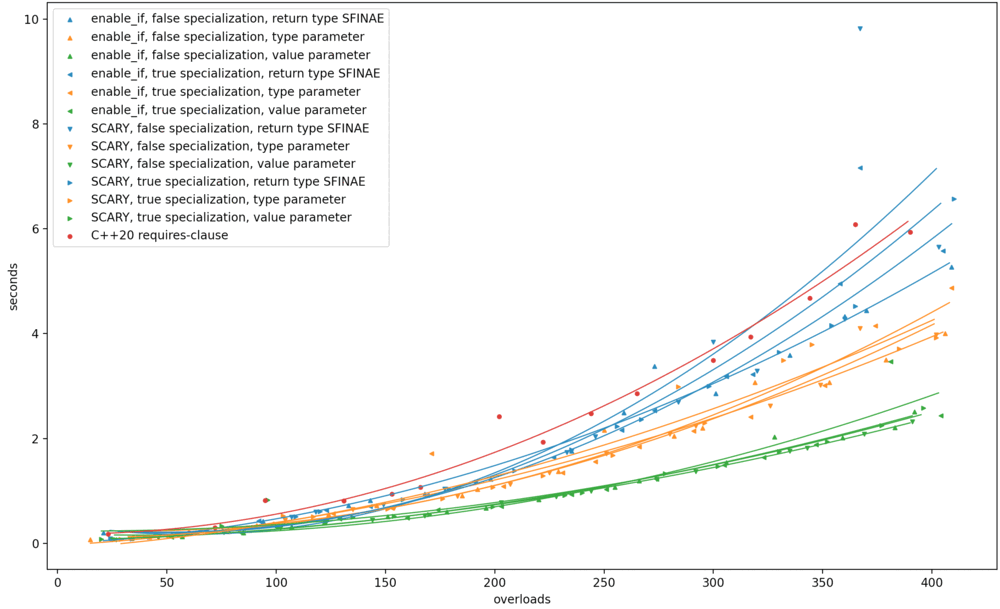 10
8
6
4
2
0
seconds
enable_if, false specialization, return type SFINAE
enable_if, false specialization, type parameter
enable_if, false specialization, value parameter
enable_if, true specialization, return type SFINAE
enable_if, true specialization, type parameter
enable_if, true specialization, value parameter
SCARY, false specialization, return type SFINAE
SCARY, false specialization, type parameter
SCARY, false specialization, value parameter
SCARY, true specialization, return type SFINAE
SCARY, true specialization, type parameter
SCARY, true specialization, value parameter
C++20 requires-clause
0 50 100 150 200 250 300 350 400
overloads